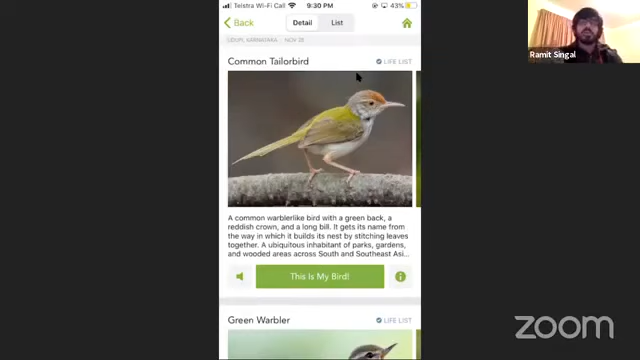 Telstra Wi-Fi Call
9:30 PM
43%
Back
Detail
List
UDUPI, KARNATAKA | NOV 28
Common Tailorbird
LIFE LIST
A common warblerlike bird with a green back, a
reddish crown, and a long bill. It gets its name from
the way in which it builds its nest by stitching leaves
together. A ubiquitous inhabitant of parks, gardens,
and wooded areas across South and Southeast Asi...
This Is My Bird!
Green Warbler
LIFE LIST
Ramit Singal
zoom